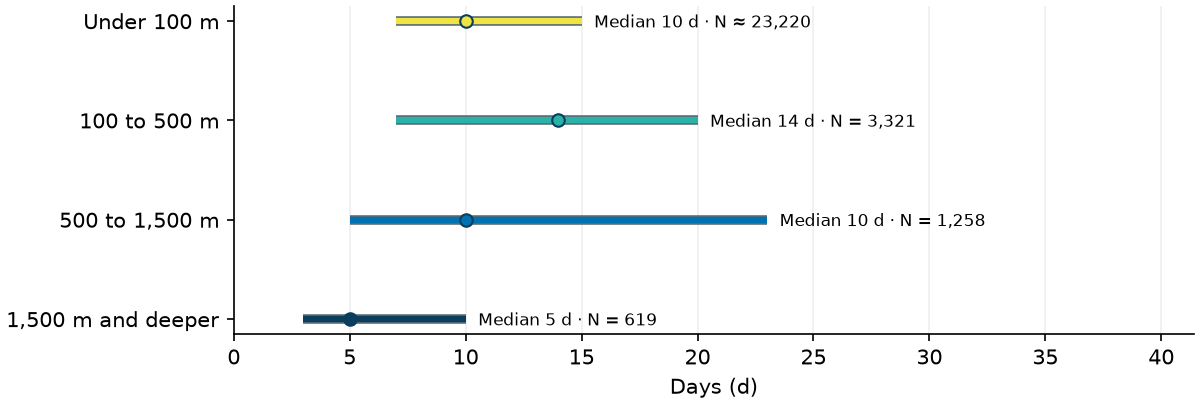 Under 100 m
Median 10 d · N ≈ 23,220
100 to 500 m
Median 14 d · N = 3,321
500 to 1,500 m
Median 10 d · N = 1,258
1,500 m and deeper
Median 5 d · N = 619
0 5 10 15 20 25 30 35 40
Days (d)